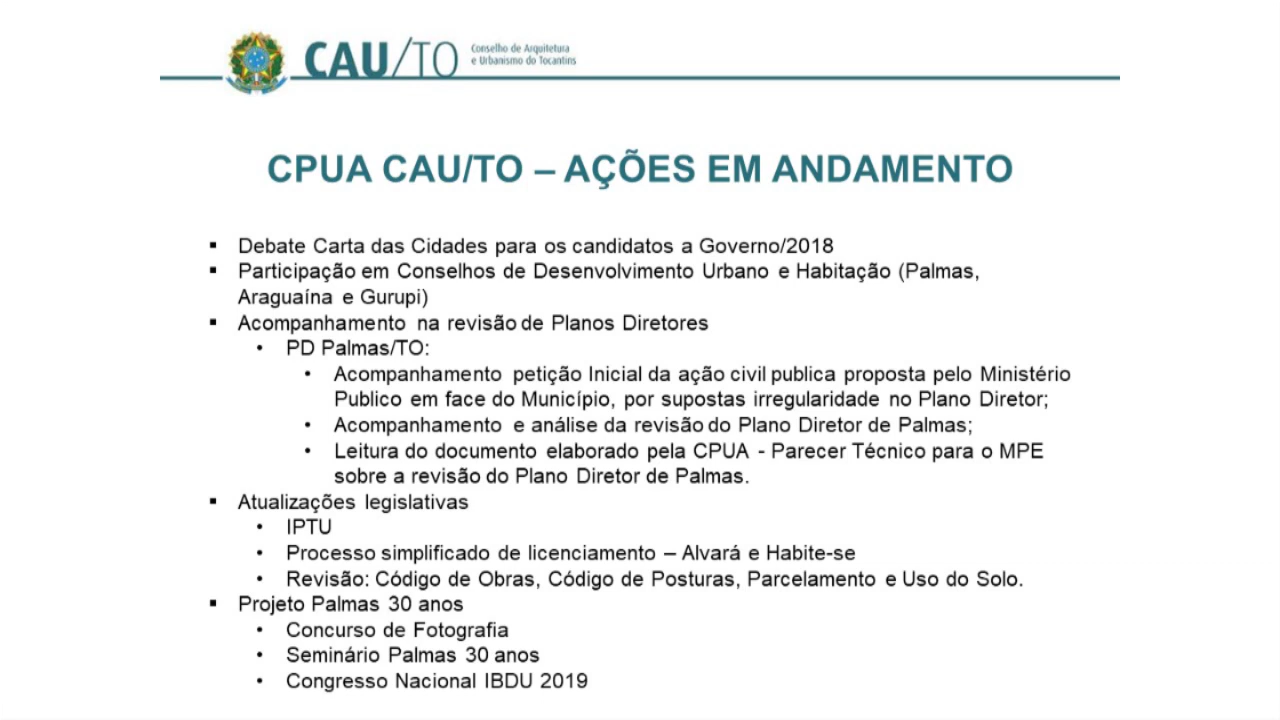 CAU/TO Conselho de Arquitetura
e Urbanismo do Tocantins
CPUA CAU/TO – AÇÕES EM ANDAMENTO
▪ Debate Carta das Cidades para os candidatos a Governo/2018
▪ Participação em Conselhos de Desenvolvimento Urbano e Habitação (Palmas,
Araguaína e Gurupi)
▪ Acompanhamento na revisão de Planos Diretores
• PD Palmas/TO:
• Acompanhamento petição Inicial da ação civil publica proposta pelo Ministério
Publico em face do Município, por supostas irregularidade no Plano Diretor;
• Acompanhamento e análise da revisão do Plano Diretor de Palmas;
• Leitura do documento elaborado pela CPUA - Parecer Técnico para o MPE
sobre a revisão do Plano Diretor de Palmas.
▪ Atualizações legislativas
• IPTU
• Processo simplificado de licenciamento – Alvará e Habite-se
• Revisão: Código de Obras, Código de Posturas, Parcelamento e Uso do Solo.
▪ Projeto Palmas 30 anos
• Concurso de Fotografia
• Seminário Palmas 30 anos
• Congresso Nacional IBDU 2019